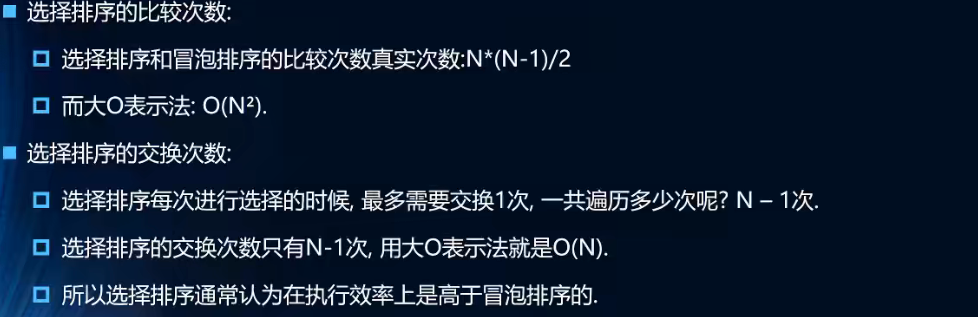 选择排序的比较次数:
选择排序和冒泡排序的比较次数真实次数:N*(N-1)/2
而大O表示法: O(N²).
选择排序的交换次数:
选择排序每次进行选择的时候, 最多需要交换1次, 一共遍历多少次呢? N – 1次.
选择排序的交换次数只有N-1次, 用大O表示法就是O(N).
所以选择排序通常认为在执行效率上是高于冒泡排序的.